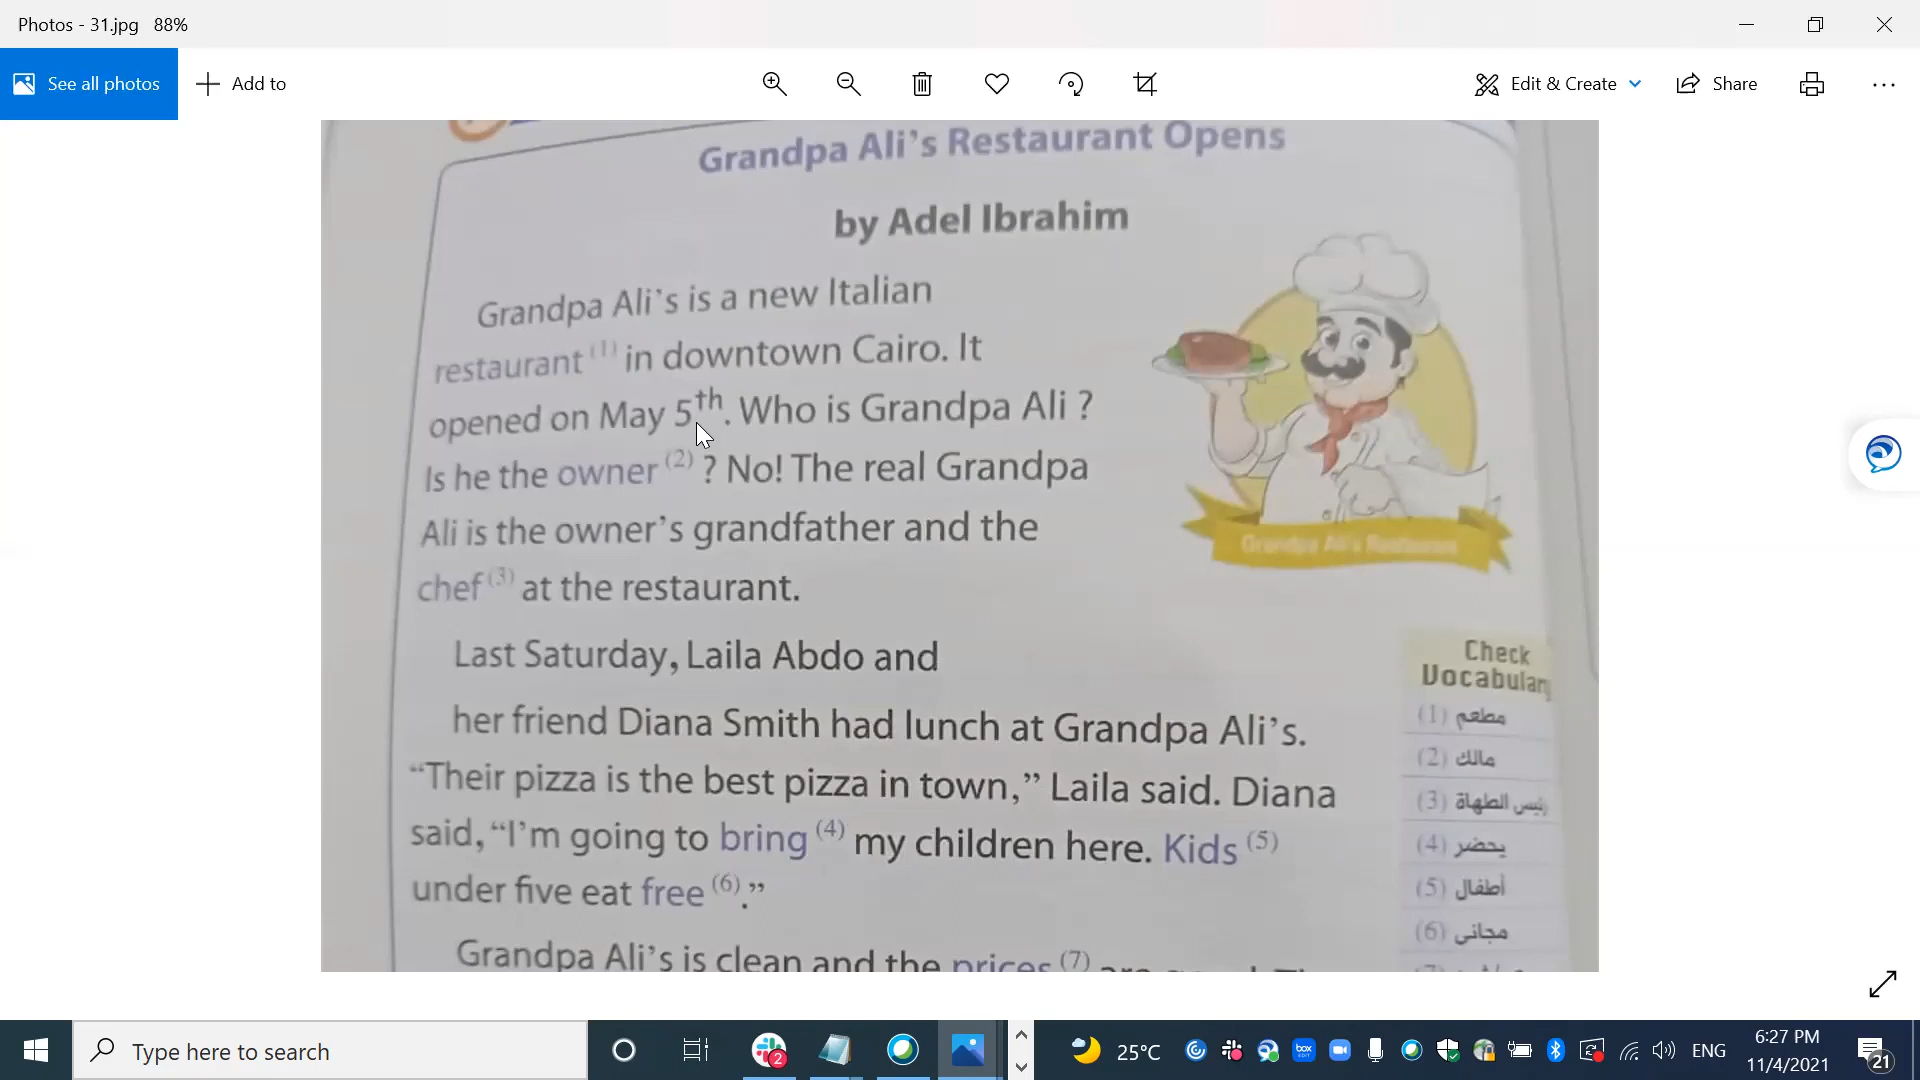 Photos - 31.jpg 88%
See all photos
Add to
Edit & Create
Share
Grandpa Ali's Restaurant Opens
by Adel Ibrahim
Grandpa Ali's is a new Italian
restaurant (1) in downtown Cairo. It
opened on May 5th. Who is Grandpa Ali ?
Is he the owner (2) ? No! The real Grandpa
Ali is the owner's grandfather and the
chef (3) at the restaurant.
Grandpa Ali's Restaurant
Last Saturday, Laila Abdo and
her friend Diana Smith had lunch at Grandpa Ali's.
“Their pizza is the best pizza in town,” Laila said. Diana
said, “I'm going to bring (4) my children here. Kids (5)
under five eat free (6).”
Grandpa Ali's is clean and the prices (7)
Check
Vocabulary
(1) مطعم
(2) مالك
(3) رئيس الطهاة
(4) يحضر
(5) أطفال
(6) مجانى
Type here to search
2
25°C
box
EDIT
ENG
6:27 PM
11/4/2021
21